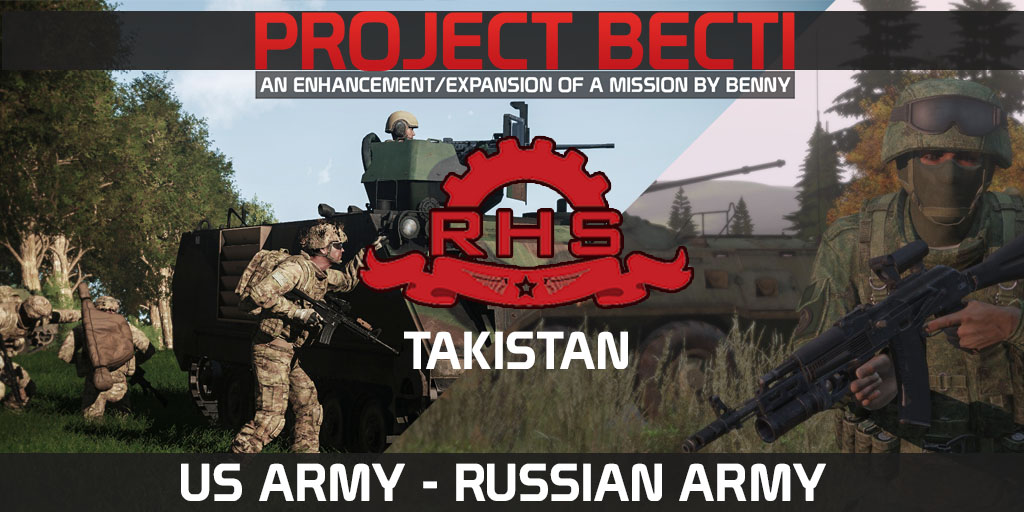 PROJECT BECTI
AN ENHANCEMENT/EXPANSION OF A MISSION BY BENNY
RHS
TAKISTAN
US ARMY - RUSSIAN ARMY